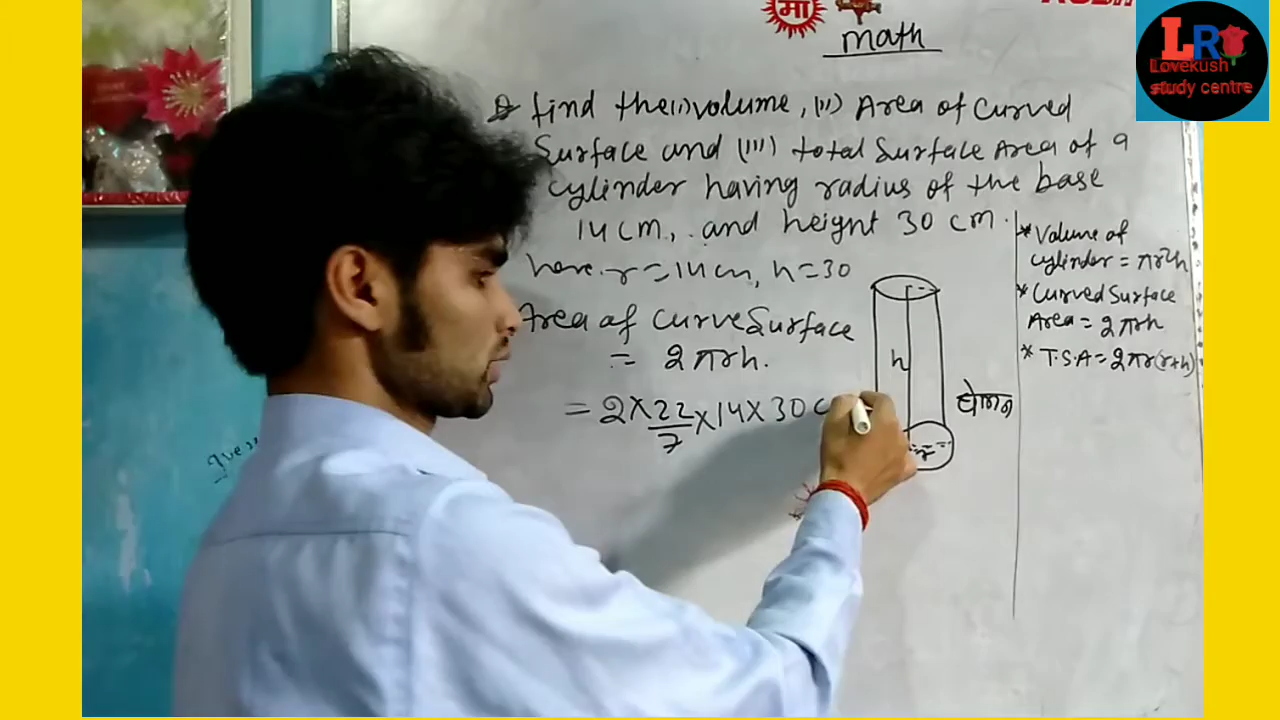 मा
math
find the (i) volume, (ii) Area of Curved
Surface and (iii) total Surface Area of a
cylinder having radius of the base
14 cm, and height 30 cm.
here r = 14 cm, h = 30
Area of Curve Surface
= 2πrh.
= 2 × 22/7 × 14 × 30 c
h
r
बेलन
* Volume of
cylinder = πr²h
* Curved Surface
Area = 2πrh
* T.S.A = 2πr(r+h)
LR
Lovekush
study centre